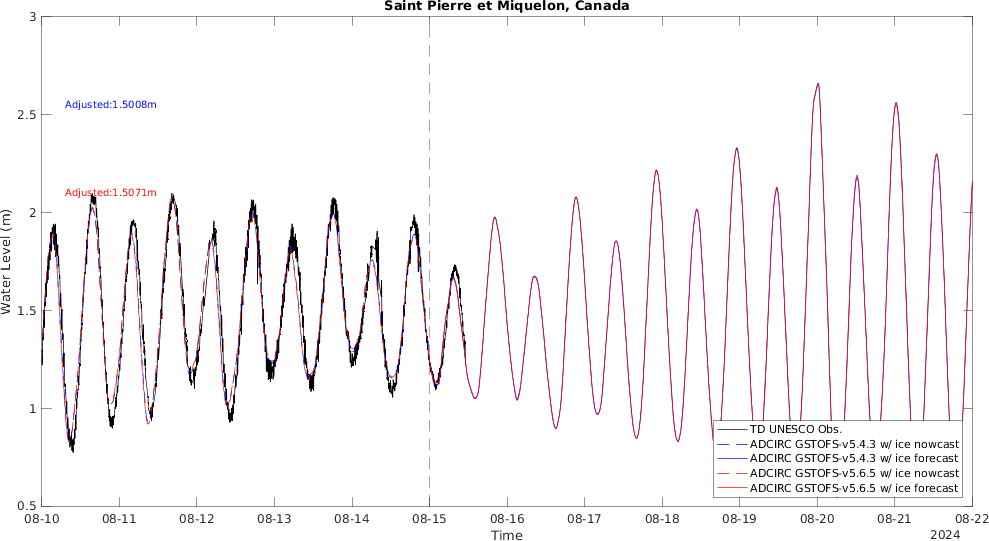 Saint Pierre et Miquelon, Canada
3
2.5
2
1.5
1
0.5
Water Level (m)
Adjusted:1.5008m
Adjusted:1.5071m
TD UNESCO Obs.
ADCIRC GSTOFS-v5.4.3 w/ ice nowcast
ADCIRC GSTOFS-v5.4.3 w/ ice forecast
ADCIRC GSTOFS-v5.6.5 w/ ice nowcast
ADCIRC GSTOFS-v5.6.5 w/ ice forecast
08-10 08-11 08-12 08-13 08-14 08-15 08-16 08-17 08-18 08-19 08-20 08-21 08-22
Time
2024